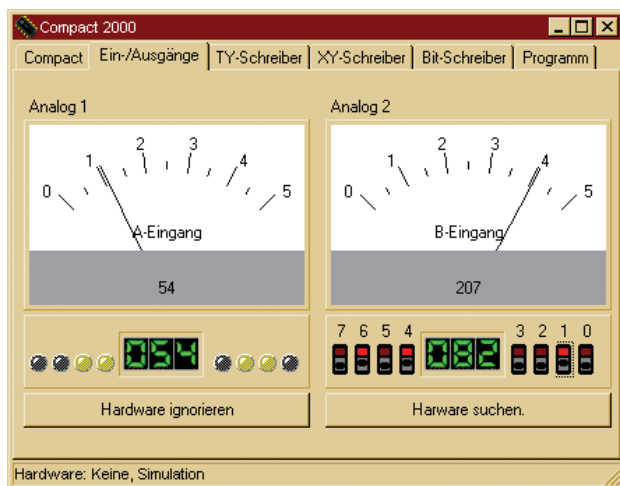 Compact 2000
Compact Ein-/Ausgänge TY-Schreiber XY-Schreiber Bit-Schreiber Programm
Analog 1
0 1 2 3 4 5
A-Eingang
54
Analog 2
0 1 2 3 4 5
B-Eingang
207
054
7 6 5 4 082 3 2 1 0
Hardware ignorieren
Harware suchen.
Hardware: Keine, Simulation